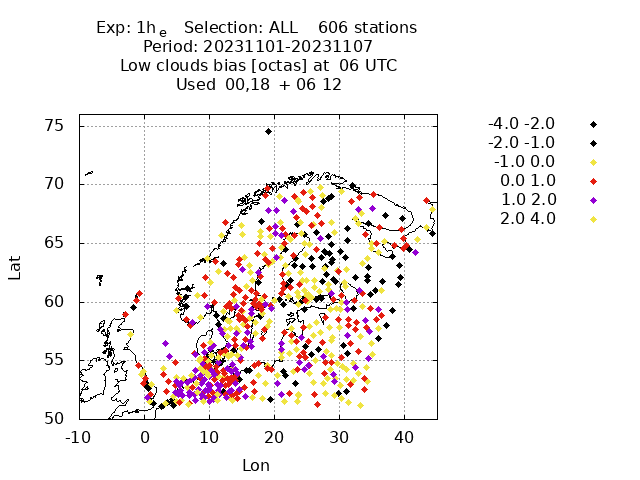 Exp: 1h e   Selection: ALL    606 stations
Period: 20231101-20231107
Low clouds bias [octas] at  06 UTC
Used  00,18  + 06 12
-4.0 -2.0
-2.0 -1.0
-1.0 0.0
0.0 1.0
1.0 2.0
2.0 4.0
75
70
65
60
55
50
Lat
-10 0 10 20 30 40
Lon